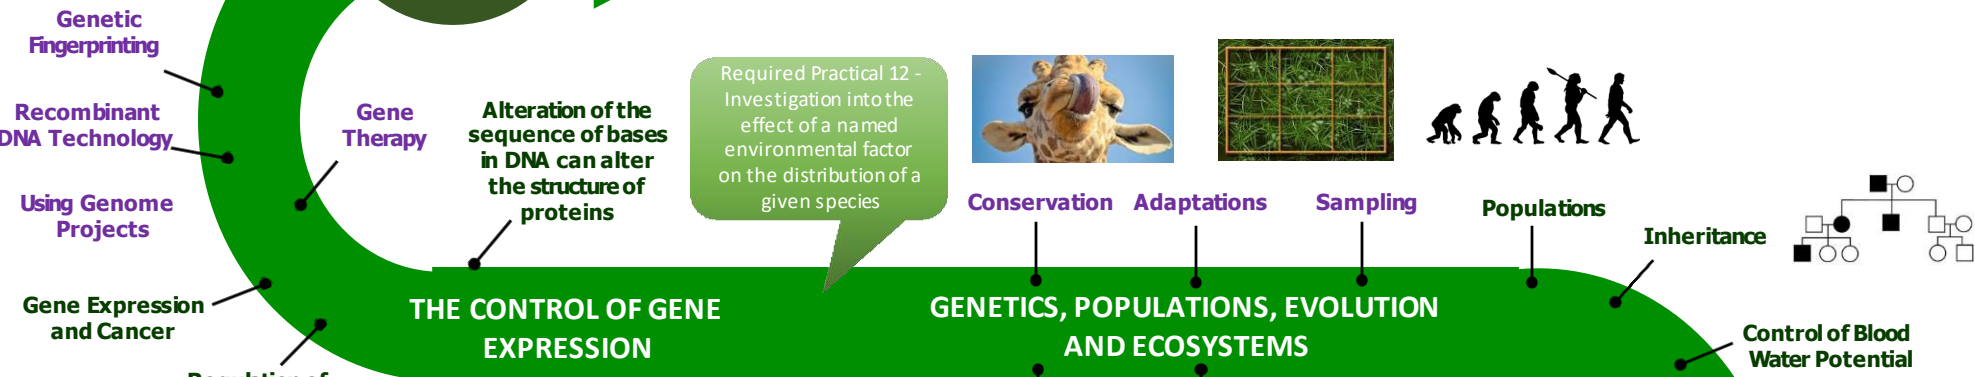 Genetic
Fingerprinting
Recombinant
DNA Technology
Using Genome
Projects
Gene Expression
and Cancer
Gene
Therapy
Alteration of the
sequence of bases
in DNA can alter
the structure of
proteins
Required Practical 12 -
Investigation into the
effect of a named
environmental factor
on the distribution of a
given species
Conservation
Adaptations
Sampling
Populations
Inheritance
Control of Blood
Water Potential
THE CONTROL OF GENE
EXPRESSION
GENETICS, POPULATIONS, EVOLUTION
AND ECOSYSTEMS